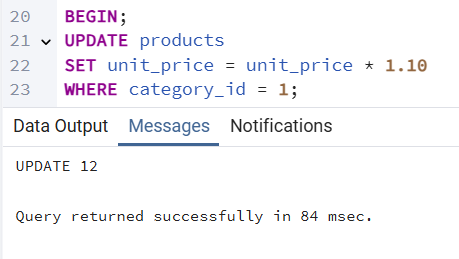 20 BEGIN;
21 UPDATE products
22 SET unit_price = unit_price * 1.10
23 WHERE category_id = 1;
Data Output Messages Notifications
UPDATE 12
Query returned successfully in 84 msec.